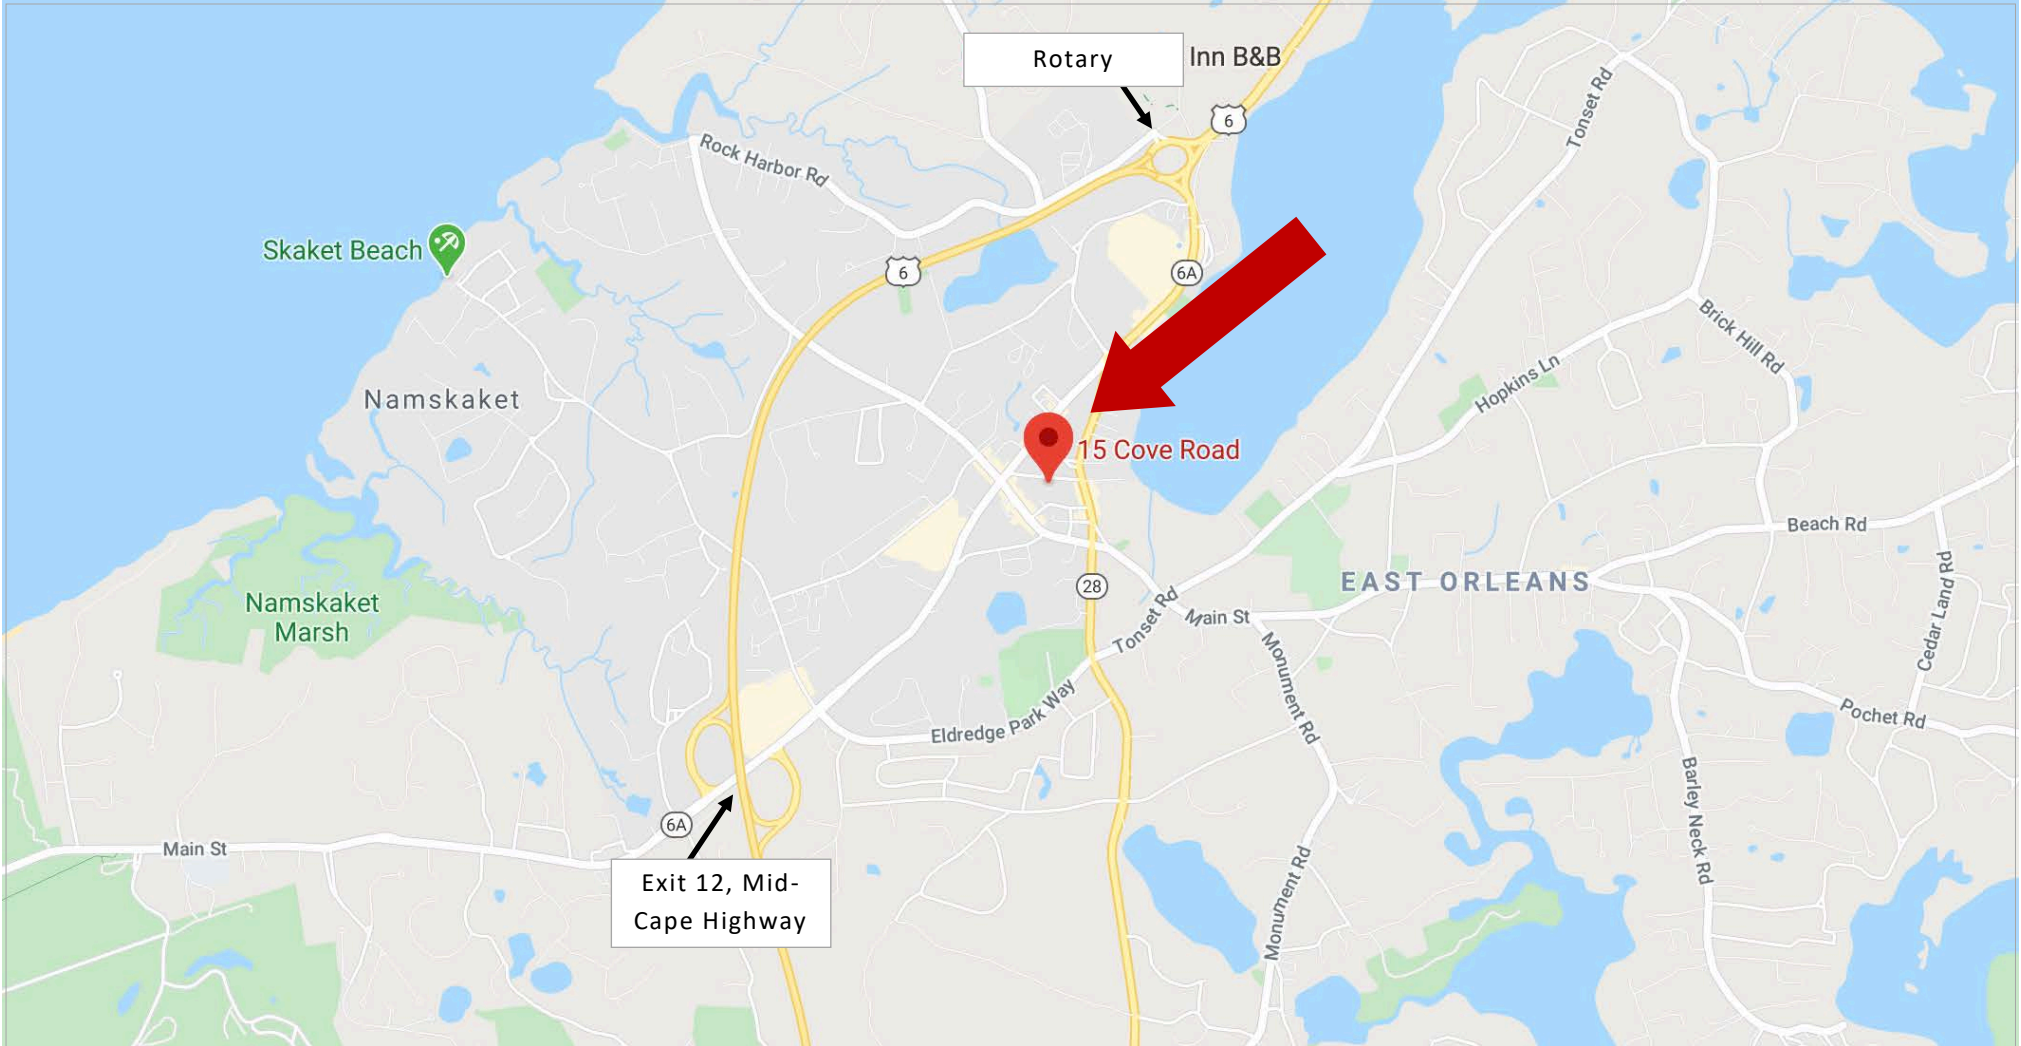 Rotary
Inn B&B
6
Tonset Rd
Rock Harbor Rd
Skaket Beach
6
6A
Brick Hill Rd
Hopkins Ln
Namskaket
15 Cove Road
Beach Rd
EAST ORLEANS
28
Cedar Land Rd
Namskaket
Marsh
Tonset Rd
Main St
Monument Rd
Eldredge Park Way
Pochet Rd
Barley Neck Rd
6A
Main St
Exit 12, Mid-
Cape Highway
Monument Rd